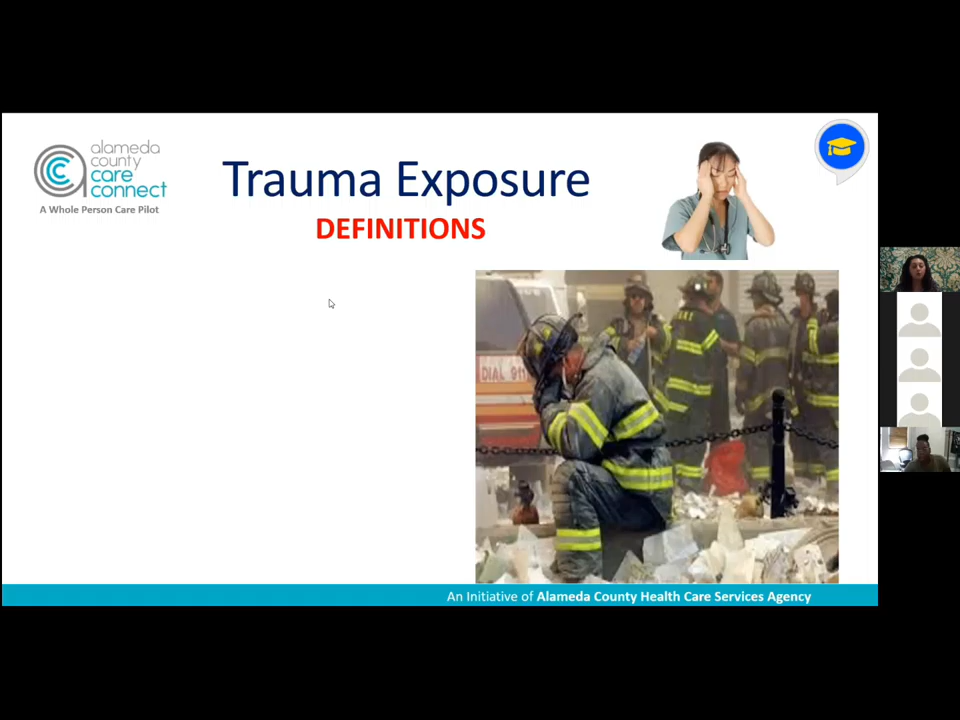 alameda
county
care
connect
A Whole Person Care Pilot
Trauma Exposure
DEFINITIONS
DIAL 911
An Initiative of Alameda County Health Care Services Agency